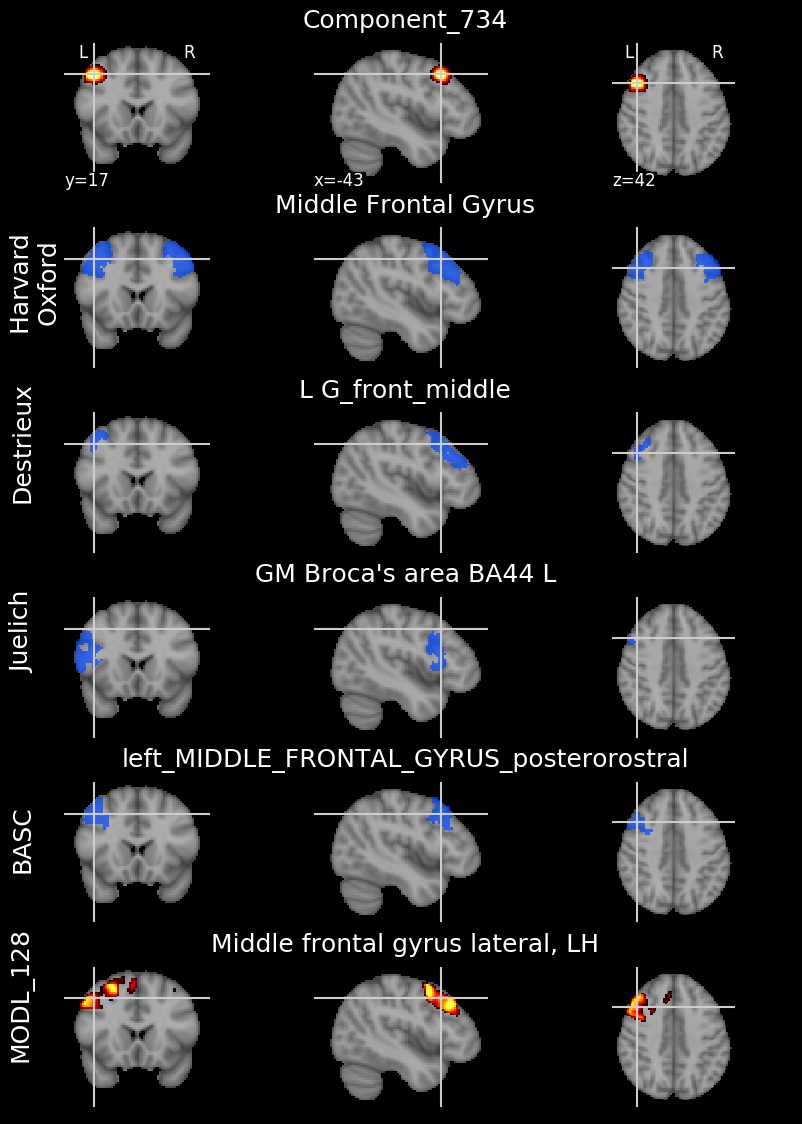 Component_734
L R
L R
y=17
x=-43
z=42
Middle Frontal Gyrus
Harvard
Oxford
L G_front_middle
Destrieux
GM Broca's area BA44 L
Juelich
left_MIDDLE_FRONTAL_GYRUS_posterorostral
BASC
Middle frontal gyrus lateral, LH
MODL_128